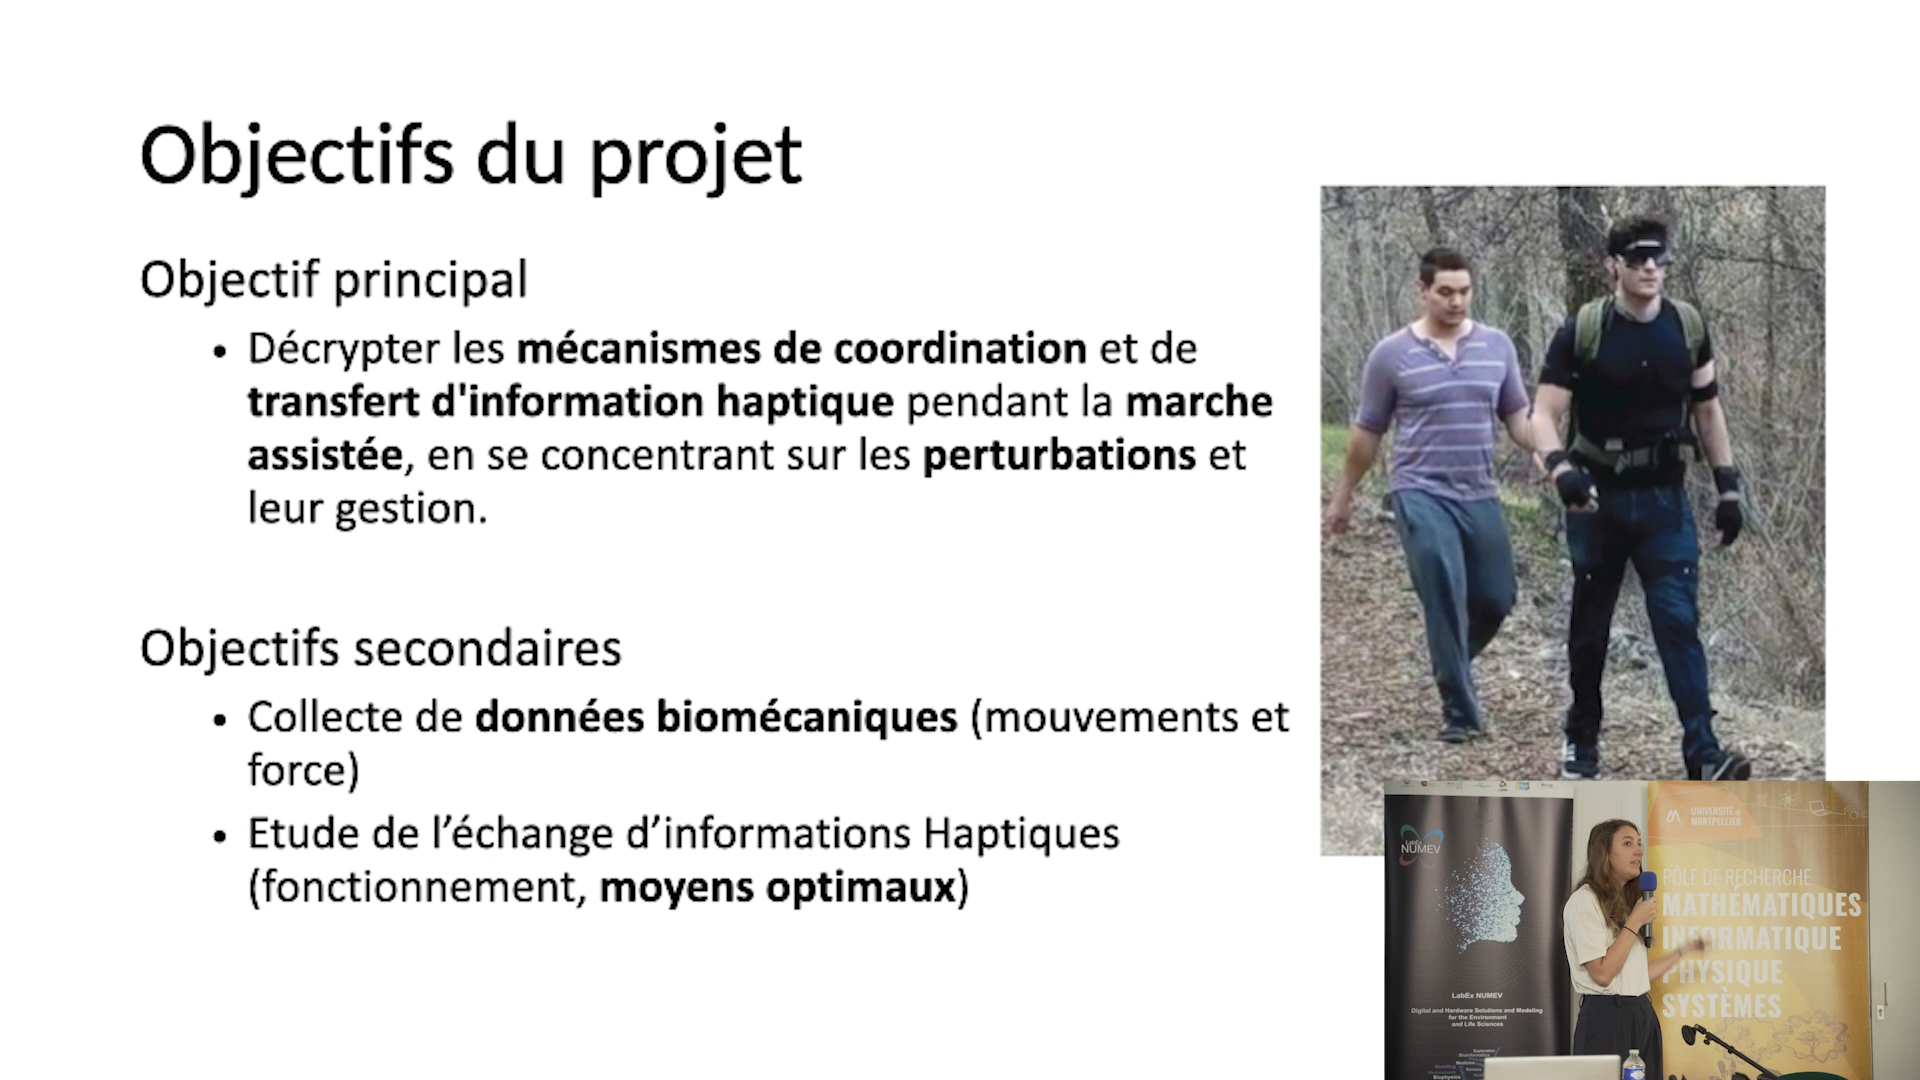 Objectifs du projet
Objectif principal
• Décrypter les mécanismes de coordination et de
transfert d'information haptique pendant la marche
assistée, en se concentrant sur les perturbations et
leur gestion.
Objectifs secondaires
• Collecte de données biomécaniques (mouvements et
force)
• Etude de l’échange d’informations Haptiques
(fonctionnement, moyens optimaux)
LabEx
NUMEV
LabEx NUMEV
Digital and Hardware Solutions and Modeling
for the Environment
and Life Sciences
UNIVERSITÉ DE
MONTPELLIER
PÔLE DE RECHERCHE
MATHÉMATIQUES
INFORMATIQUE
PHYSIQUE
SYSTÈMES